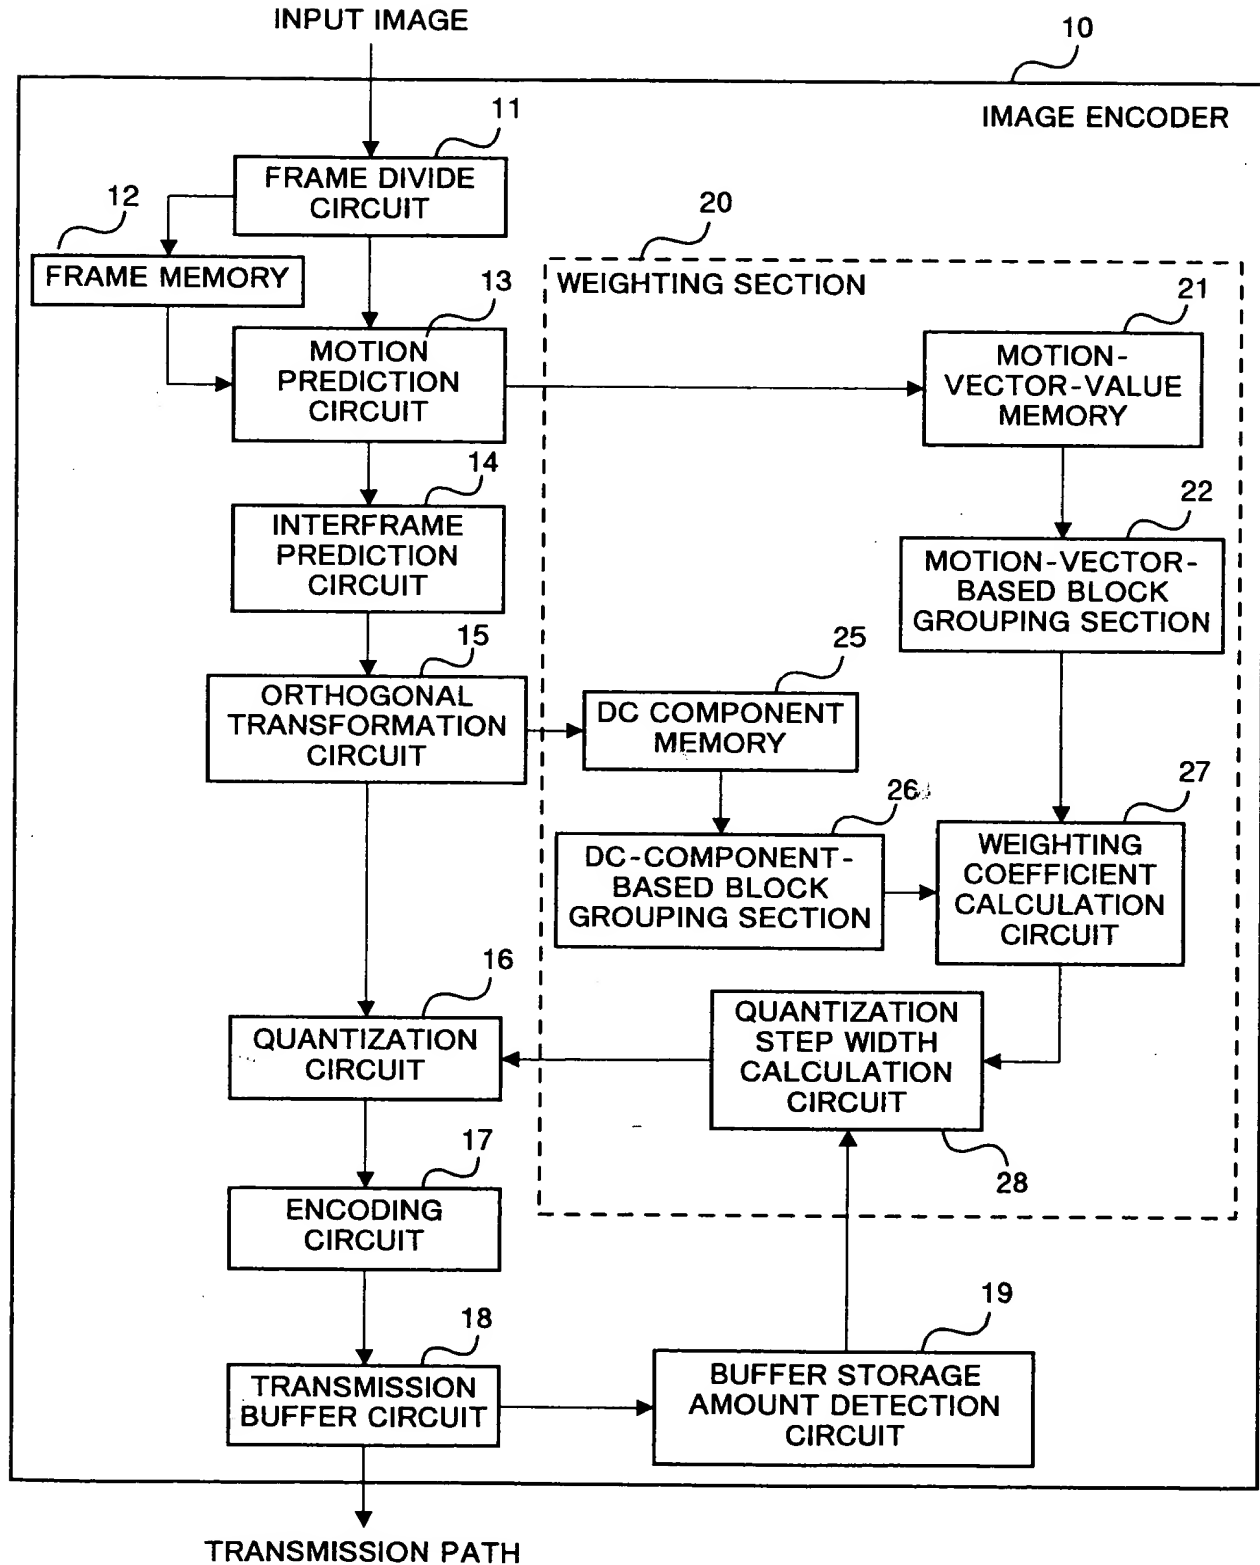 INPUT IMAGE
10
IMAGE ENCODER
11
FRAME DIVIDE
CIRCUIT
12
FRAME MEMORY
20
WEIGHTING SECTION
13
MOTION
PREDICTION
CIRCUIT
21
MOTION-
VECTOR-VALUE
MEMORY
14
INTERFRAME
PREDICTION
CIRCUIT
22
MOTION-VECTOR-
BASED BLOCK
GROUPING SECTION
15
ORTHOGONAL
TRANSFORMATION
CIRCUIT
25
DC COMPONENT
MEMORY
26
DC-COMPONENT-
BASED BLOCK
GROUPING SECTION
27
WEIGHTING
COEFFICIENT
CALCULATION
CIRCUIT
16
QUANTIZATION
CIRCUIT
QUANTIZATION
STEP WIDTH
CALCULATION
CIRCUIT
28
17
ENCODING
CIRCUIT
18
TRANSMISSION
BUFFER CIRCUIT
19
BUFFER STORAGE
AMOUNT DETECTION
CIRCUIT
TRANSMISSION PATH